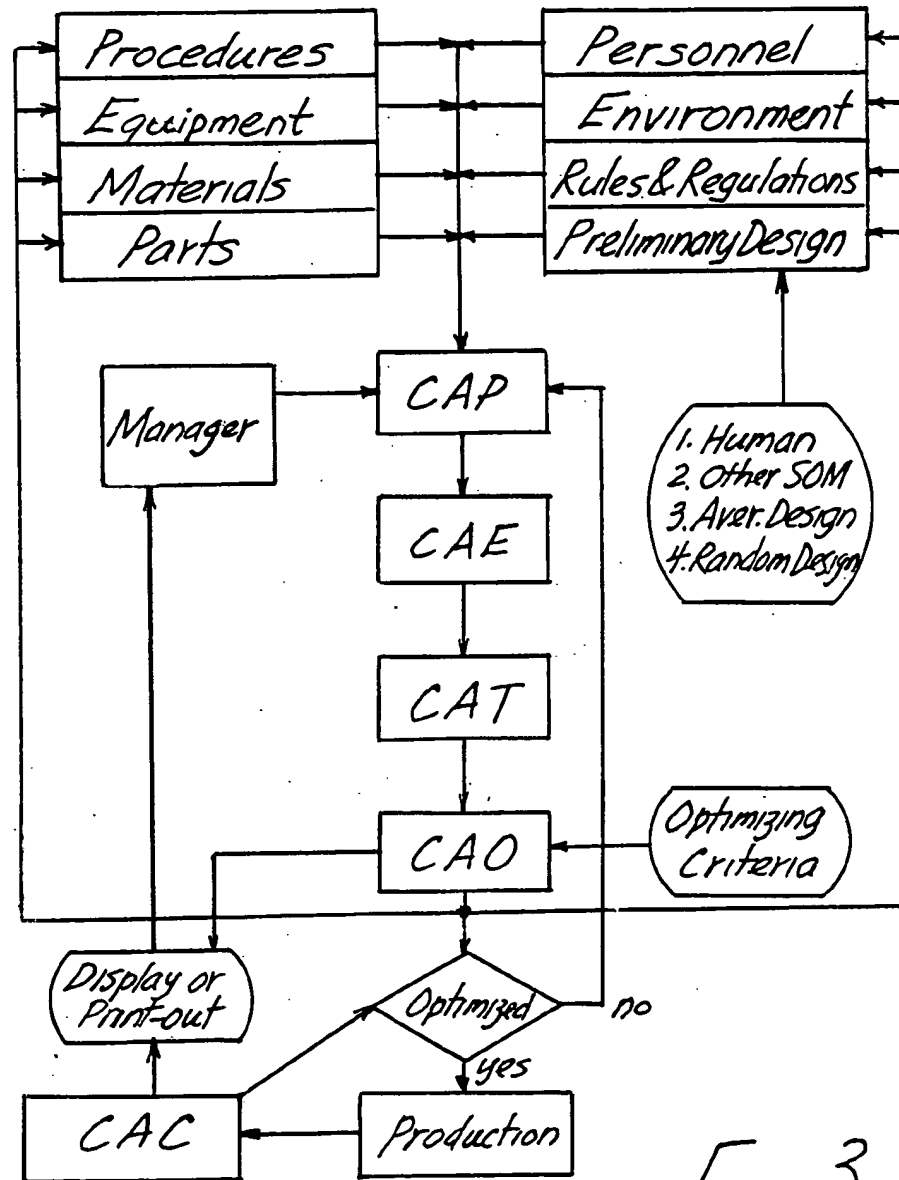 Procedures
Equipment
Materials
Parts
Personnel
Environment
Rules & Regulations
Preliminary Design
Manager
CAP
1. Human
2. Other SOM
3. Aver. Design
4. Random Design
CAE
CAT
CAO
Optimizing
Criteria
Display or
Print-out
Optimized
no
yes
CAC
Production
3